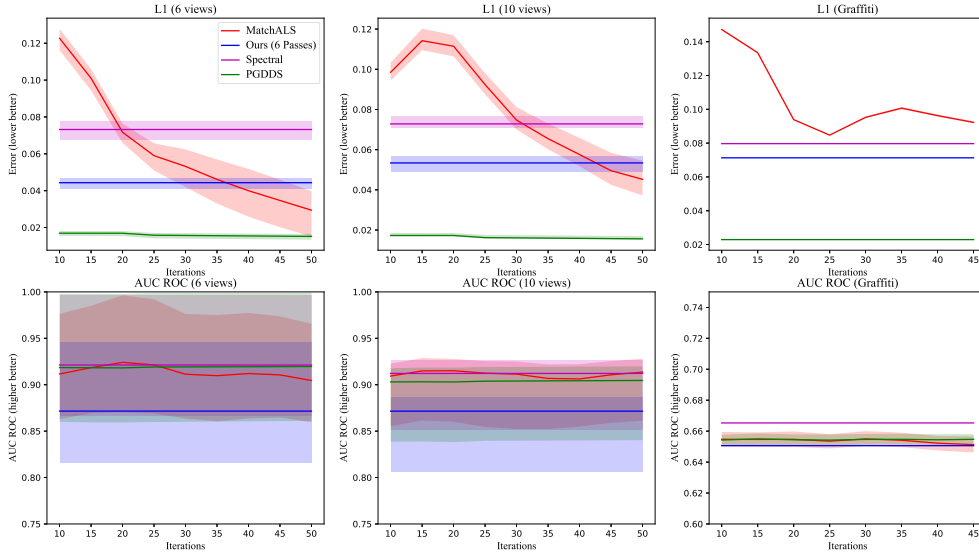 L1 (6 views)
0.12
0.10
0.08
0.06
0.04
0.02
Error (lower better)
MatchALS
Ours (6 Passes)
Spectral
PGDDS
10 15 20 25 30 35 40 45 50
Iterations
L1 (10 views)
0.12
0.10
0.08
0.06
0.04
0.02
Error (lower better)
10 15 20 25 30 35 40 45 50
Iterations
L1 (Graffiti)
0.14
0.12
0.10
0.08
0.06
0.04
0.02
Error (lower better)
10 15 20 25 30 35 40 45
Iterations
AUC ROC (6 views)
1.00
0.95
0.90
0.85
0.80
0.75
AUC ROC (higher better)
10 15 20 25 30 35 40 45 50
Iterations
AUC ROC (10 views)
1.00
0.95
0.90
0.85
0.80
0.75
AUC ROC (higher better)
10 15 20 25 30 35 40 45 50
Iterations
AUC ROC (Graffiti)
0.74
0.72
0.70
0.68
0.66
0.64
0.62
0.60
AUC ROC (higher better)
10 15 20 25 30 35 40 45
Iterations